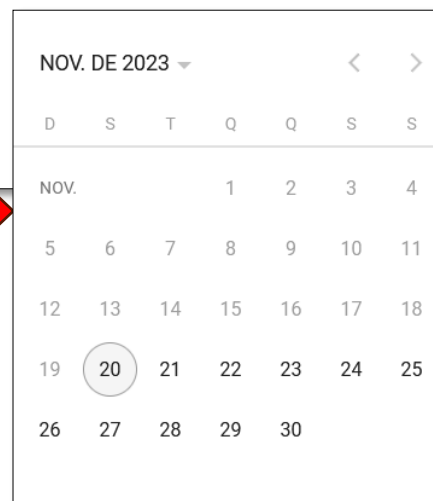 NOV. DE 2023
D S T Q Q S S
NOV. 1 2 3 4
5 6 7 8 9 10 11
12 13 14 15 16 17 18
19 20 21 22 23 24 25
26 27 28 29 30